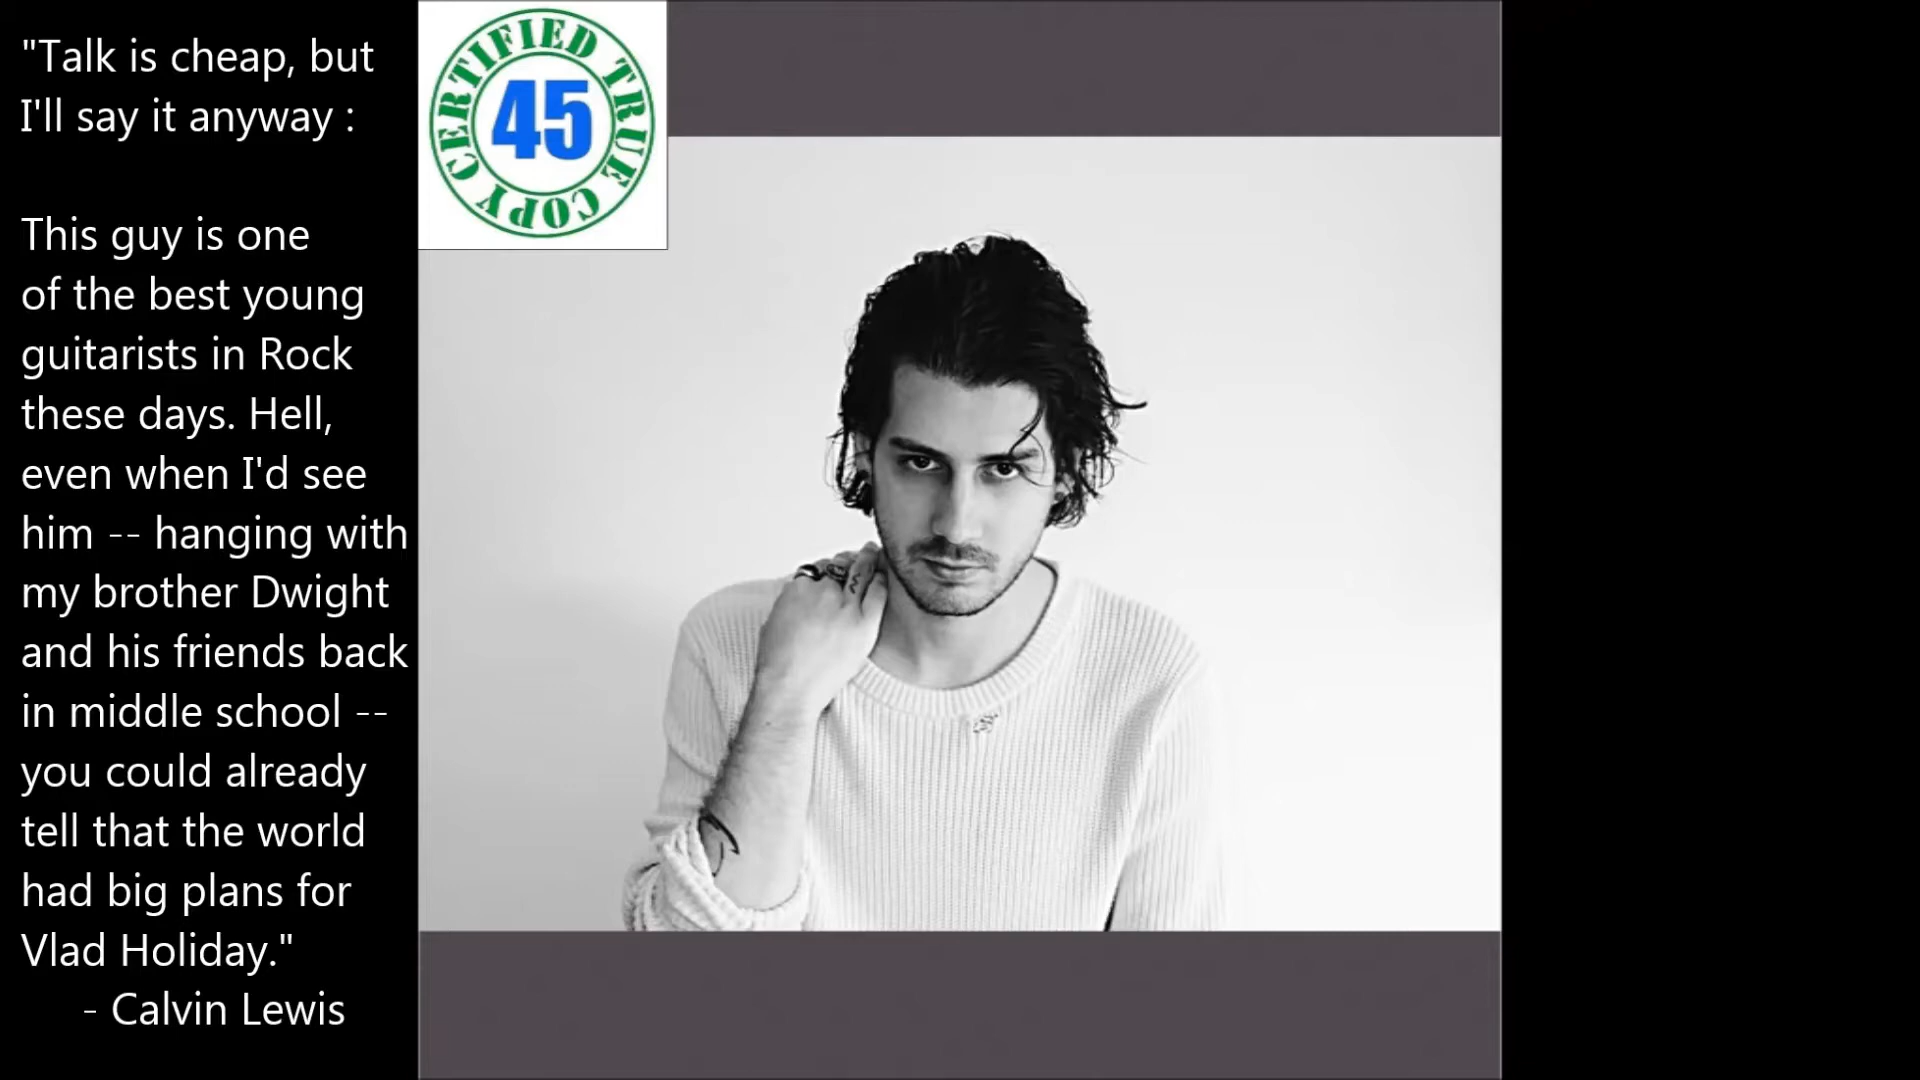 "Talk is cheap, but
I'll say it anyway :
This guy is one
of the best young
guitarists in Rock
these days. Hell,
even when I'd see
him -- hanging with
my brother Dwight
and his friends back
in middle school --
you could already
tell that the world
had big plans for
Vlad Holiday."
- Calvin Lewis
CERTIFIED TRUE COPY
45